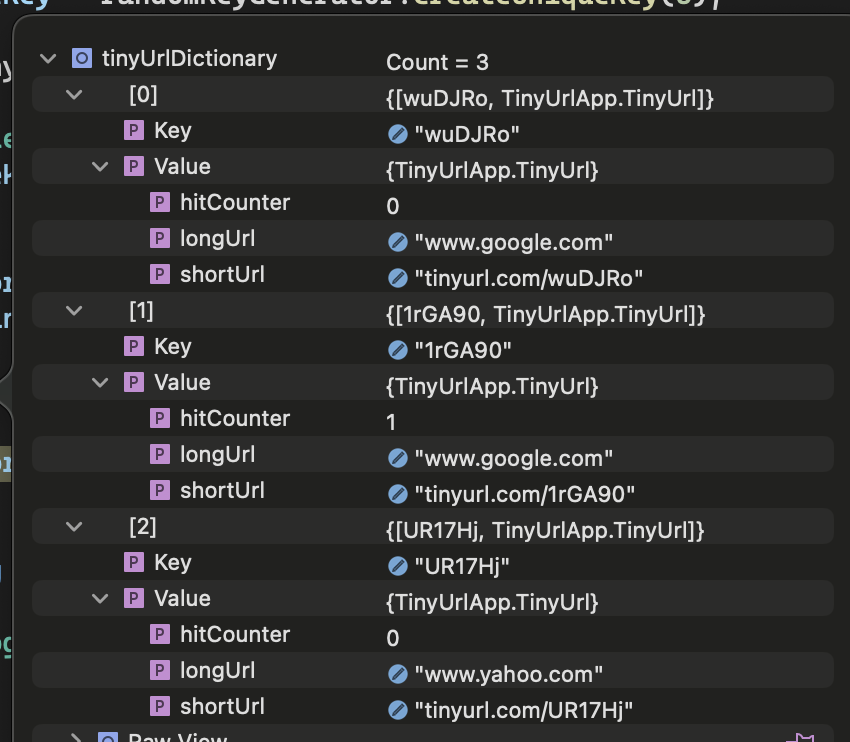 randomKeyGenerator.CreateUniqueKey(
tinyUrlDictionary Count = 3
[0] {[wuDJRo, TinyUrlApp.TinyUrl]}
P Key "wuDJRo"
P Value {TinyUrlApp.TinyUrl}
P hitCounter 0
P longUrl "www.google.com"
P shortUrl "tinyurl.com/wuDJRo"
[1] {[1rGA90, TinyUrlApp.TinyUrl]}
P Key "1rGA90"
P Value {TinyUrlApp.TinyUrl}
P hitCounter 1
P longUrl "www.google.com"
P shortUrl "tinyurl.com/1rGA90"
[2] {[UR17Hj, TinyUrlApp.TinyUrl]}
P Key "UR17Hj"
P Value {TinyUrlApp.TinyUrl}
P hitCounter 0
P longUrl "www.yahoo.com"
P shortUrl "tinyurl.com/UR17Hj"
Raw View